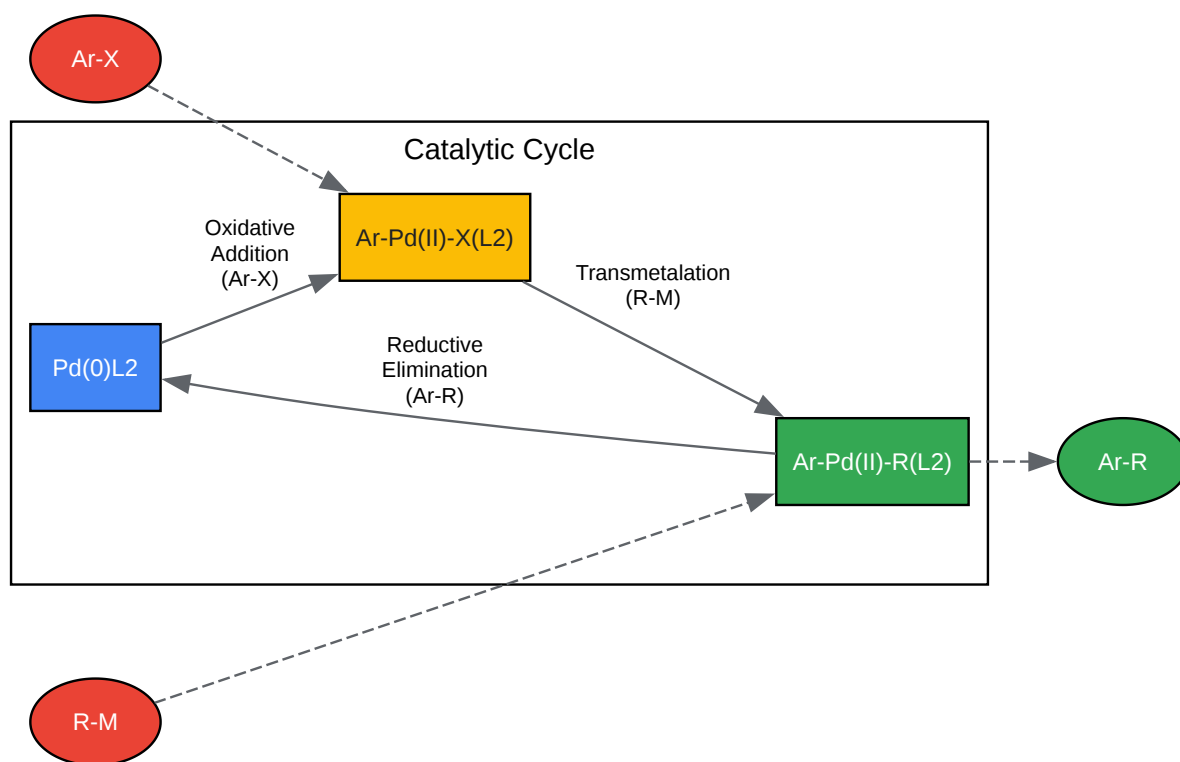 Ar-X
Catalytic Cycle
Oxidative
Addition
(Ar-X)
Ar-Pd(II)-X(L2)
Transmetalation
(R-M)
Pd(0)L2
Reductive
Elimination
(Ar-R)
Ar-Pd(II)-R(L2)
Ar-R
R-M